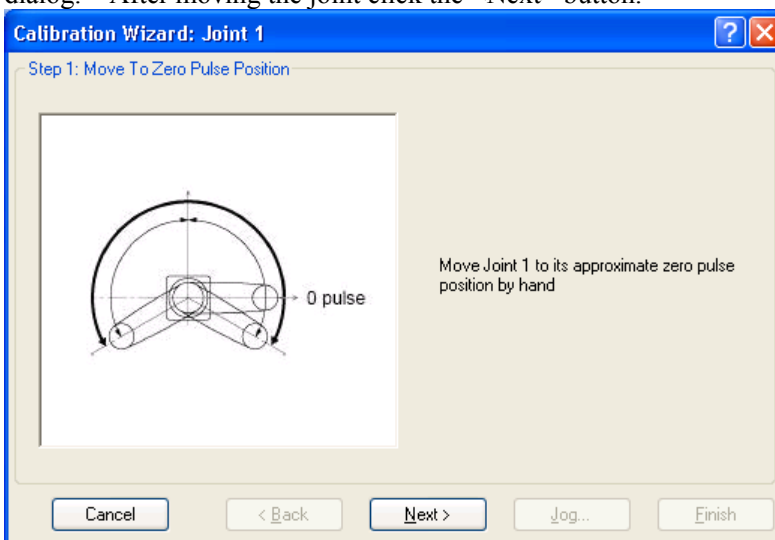 dialog. After moving the joint click the "Next" button.
Calibration Wizard: Joint 1
Step 1: Move To Zero Pulse Position
0 pulse
Move Joint 1 to its approximate zero pulse
position by hand
Cancel
< Back
Next >
Jog...
Finish